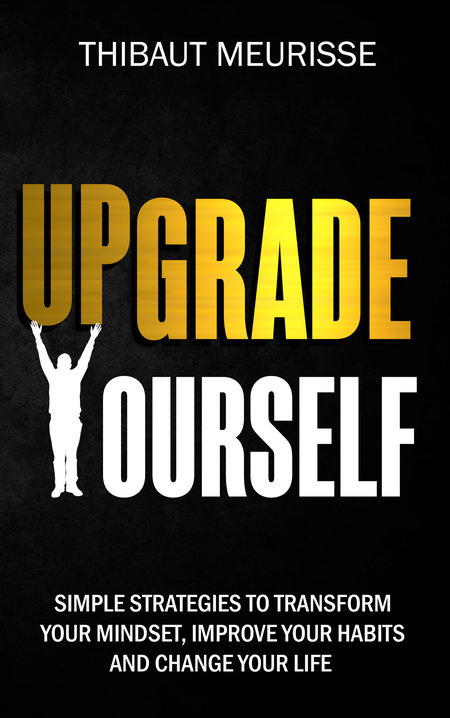 THIBAUT MEURISSE
UPGRADE
YOURSELF
SIMPLE STRATEGIES TO TRANSFORM
YOUR MINDSET, IMPROVE YOUR HABITS
AND CHANGE YOUR LIFE